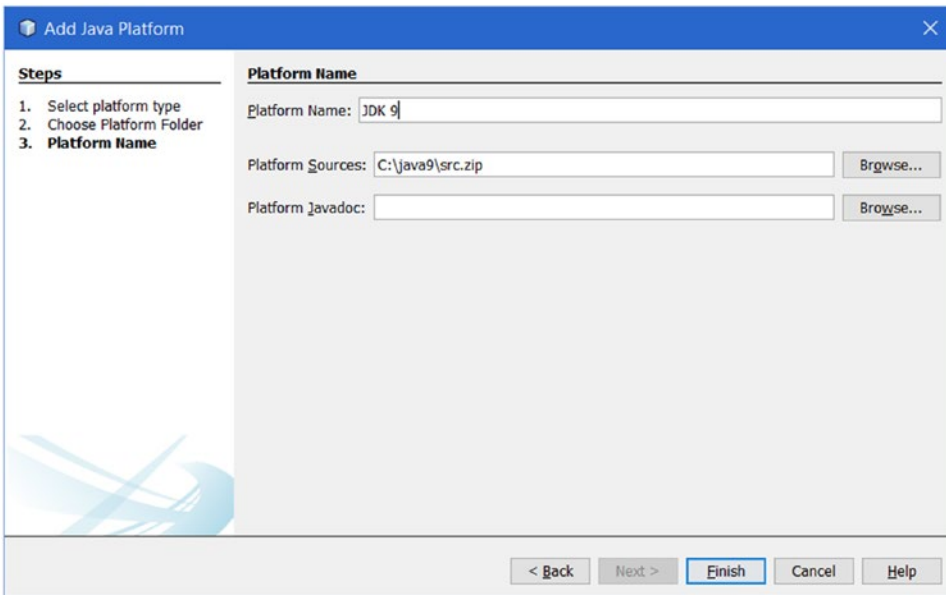 Add Java Platform
Steps
1. Select platform type
2. Choose Platform Folder
3. Platform Name
Platform Name
Platform Name: JDK 9
Platform Sources: C:\java9\src.zip Browse...
Platform Javadoc: Browse...
< Back Next > Finish Cancel Help